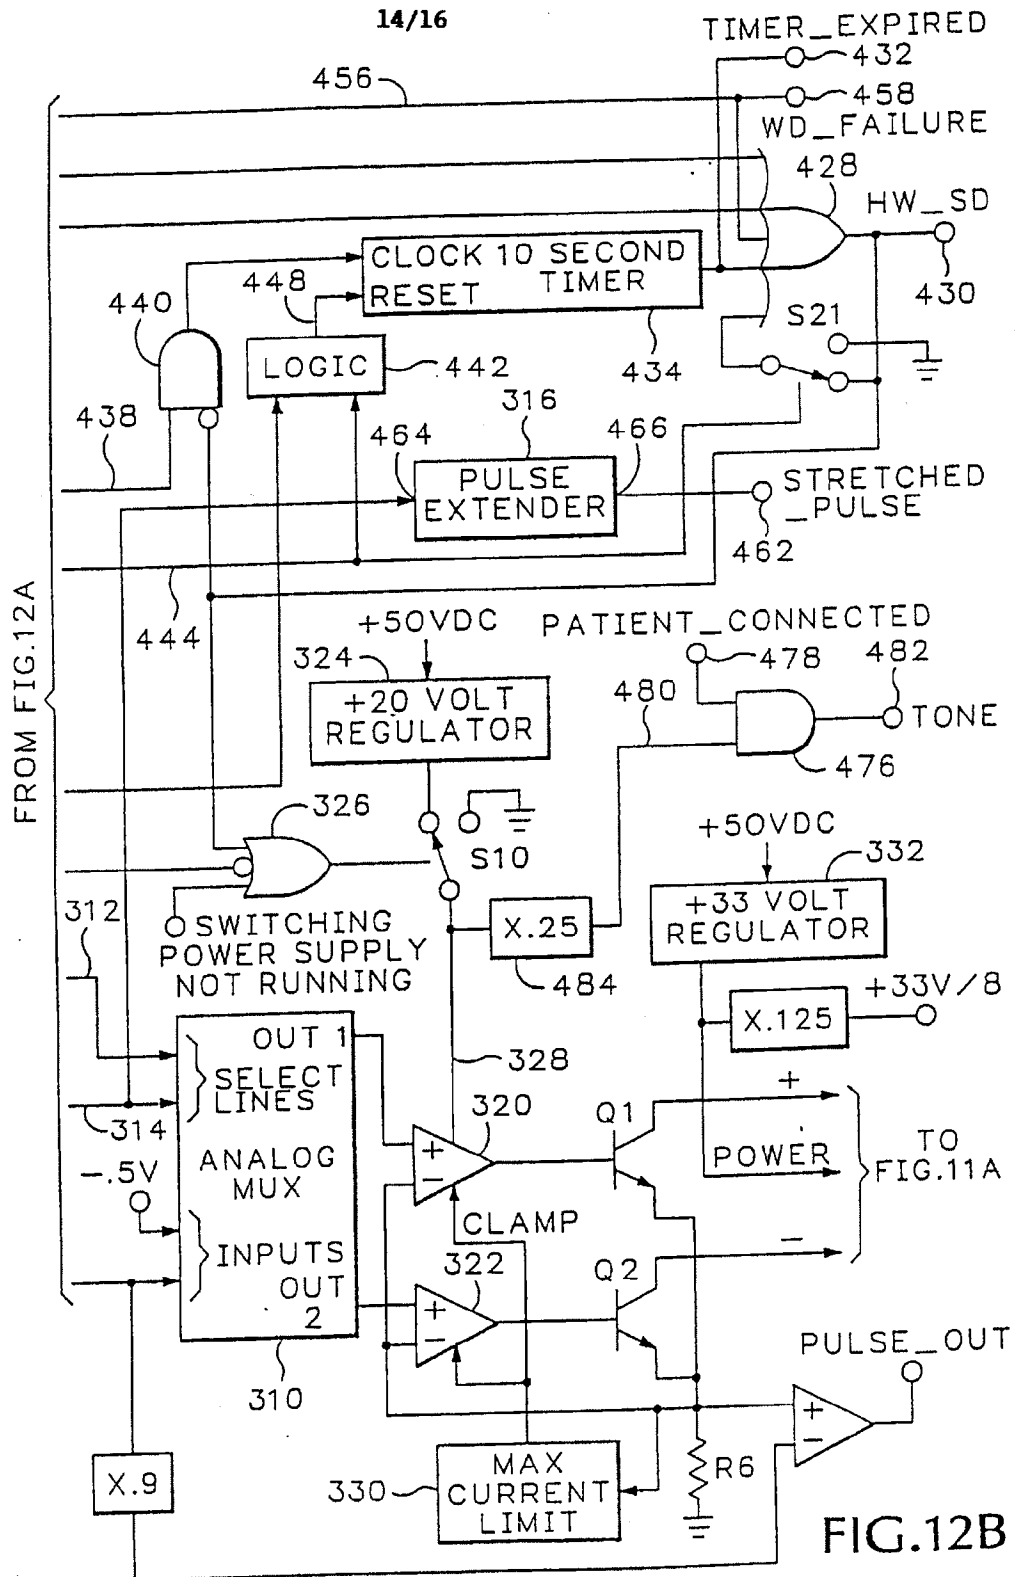 14/16
TIMER_EXPIRED
432
456
458
WD_FAILURE
428
HW_SD
430
CLOCK 10 SECOND
RESET TIMER
448
440
434
S21
LOGIC
442
438
464
316
466
PULSE
EXTENDER
STRETCHED
_PULSE
462
444
FROM FIG.12A
+50VDC
324
+20 VOLT
REGULATOR
PATIENT_CONNECTED
478
482
480
TONE
476
326
S10
+50VDC
332
+33 VOLT
REGULATOR
312
SWITCHING
POWER SUPPLY
NOT RUNNING
X.25
484
+33V/8
X.125
OUT 1
328
SELECT
LINES
314
320
Q1
+
POWER
TO
FIG.11A
ANALOG
MUX
-.5V
+
−
CLAMP
INPUTS
OUT
2
322
Q2
−
+
−
310
PULSE_OUT
+
−
X.9
330
MAX
CURRENT
LIMIT
R6
FIG.12B